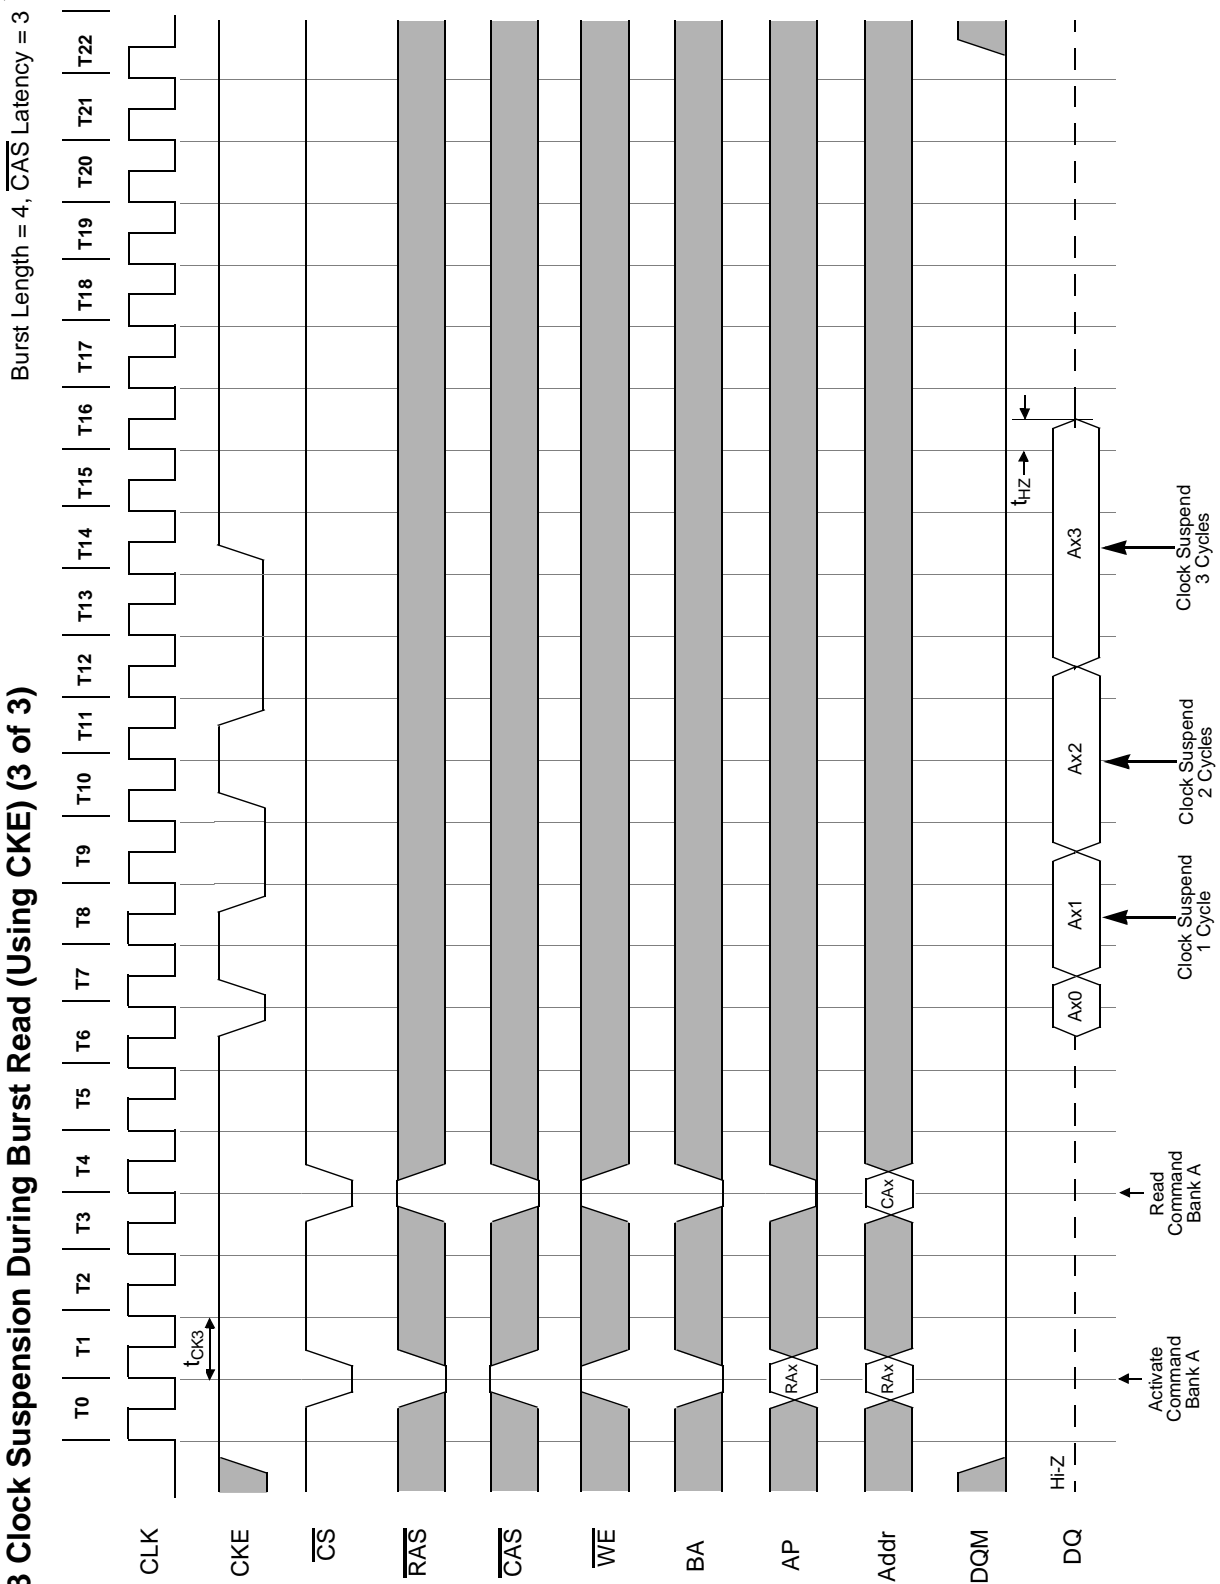 3 Clock Suspension During Burst Read (Using CKE) (3 of 3)
Burst Length = 4, CAS Latency = 3
T0 T1 T2 T3 T4 T5 T6 T7 T8 T9 T10 T11 T12 T13 T14 T15 T16 T17 T18 T19 T20 T21 T22
CLK
tCK3
CKE
CS
RAS
CAS
WE
BA
AP
RAx
Addr
RAx CAx
DQM
tHZ
DQ
Hi-Z
Ax0 Ax1 Ax2 Ax3
Activate
Command
Bank A
Read
Command
Bank A
Clock Suspend
1 Cycle
Clock Suspend
2 Cycles
Clock Suspend
3 Cycles